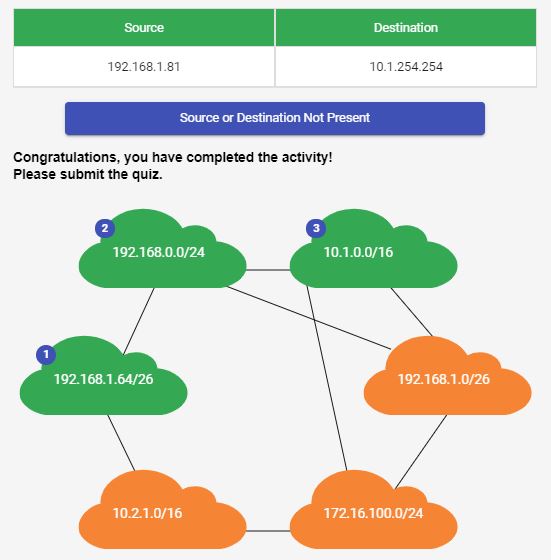 Source
Destination
192.168.1.81
10.1.254.254
Source or Destination Not Present
Congratulations, you have completed the activity!
Please submit the quiz.
2
192.168.0.0/24
3
10.1.0.0/16
1
192.168.1.64/26
192.168.1.0/26
10.2.1.0/16
172.16.100.0/24